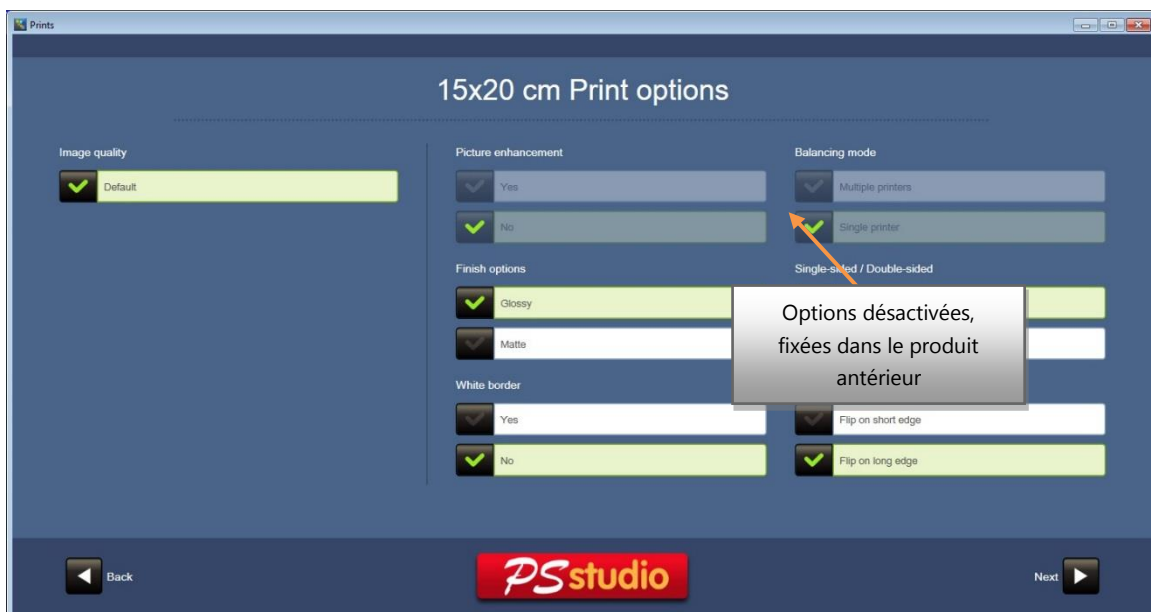 Prints
15x20 cm Print options
Image quality
Default
Picture enhancement
Yes
No
Finish options
Glossy
Matte
White border
Yes
No
Balancing mode
Multiple printers
Single printer
Single-sided / Double-sided
Options désactivées,
fixées dans le produit
antérieur
Flip on short edge
Flip on long edge
Back
PSstudio
Next